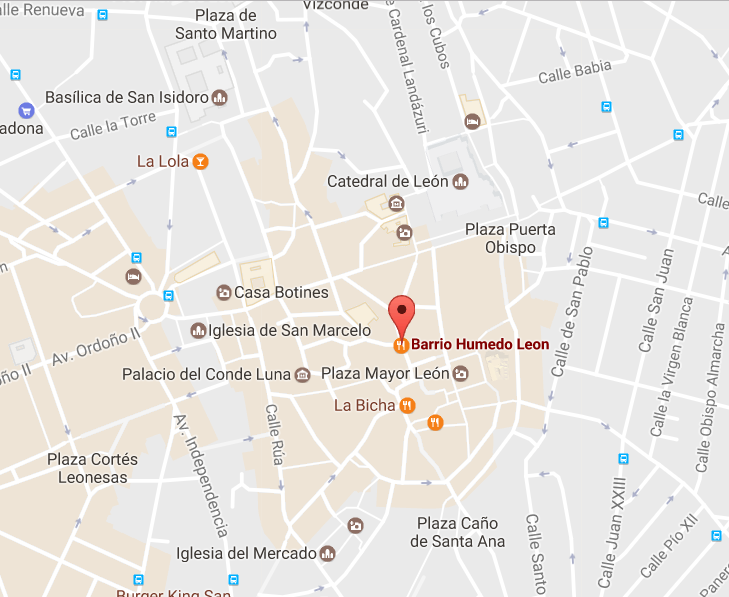 alle Renueva
Plaza de
Santo Martino
Vizconde
los Cubos
Cardenal Landázuri
Calle Babia
Basílica de San Isidoro
adona
Calle la Torre
La Lola
Catedral de León
Calle
Plaza Puerta
Obispo
Casa Botines
Calle de San Pablo
Calle San Juan
Calle la Virgen Blanca
Calle Obispo Almarcha
Iglesia de San Marcelo
Av. Ordoño II
ño II
Barrio Humedo Leon
Palacio del Conde Luna
Plaza Mayor León
La Bicha
Calle Rúa
Av. Independencia
Plaza Cortés
Leonesas
Plaza Caño
de Santa Ana
Iglesia del Mercado
Calle Santo
Calle Juan XXIII
Calle Pío XII
Panero
Burger King San